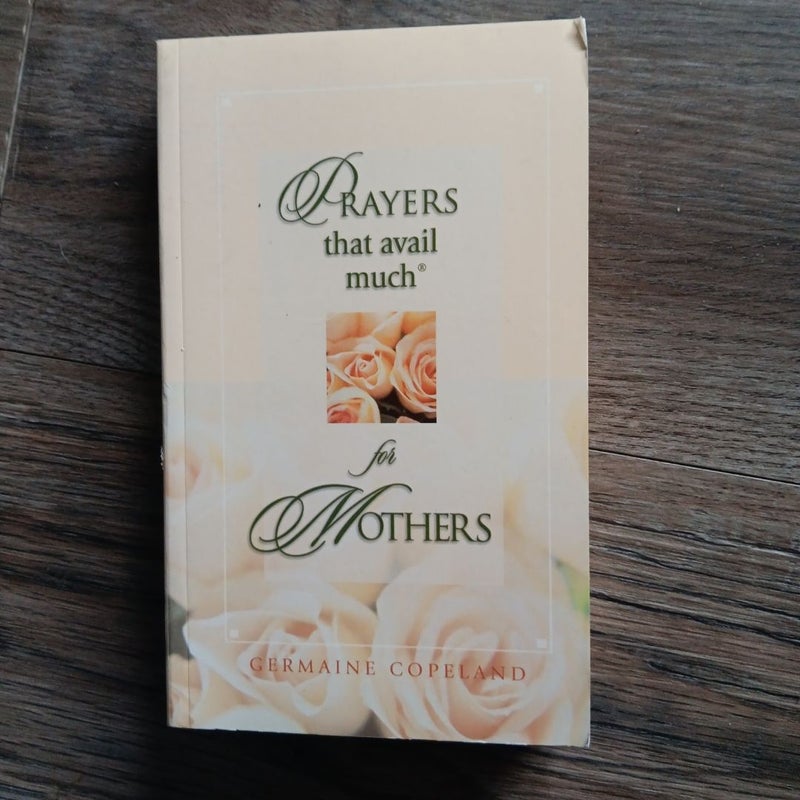 PRAYERS
that avail
much®
for
MOTHERS
GERMAINE COPELAND